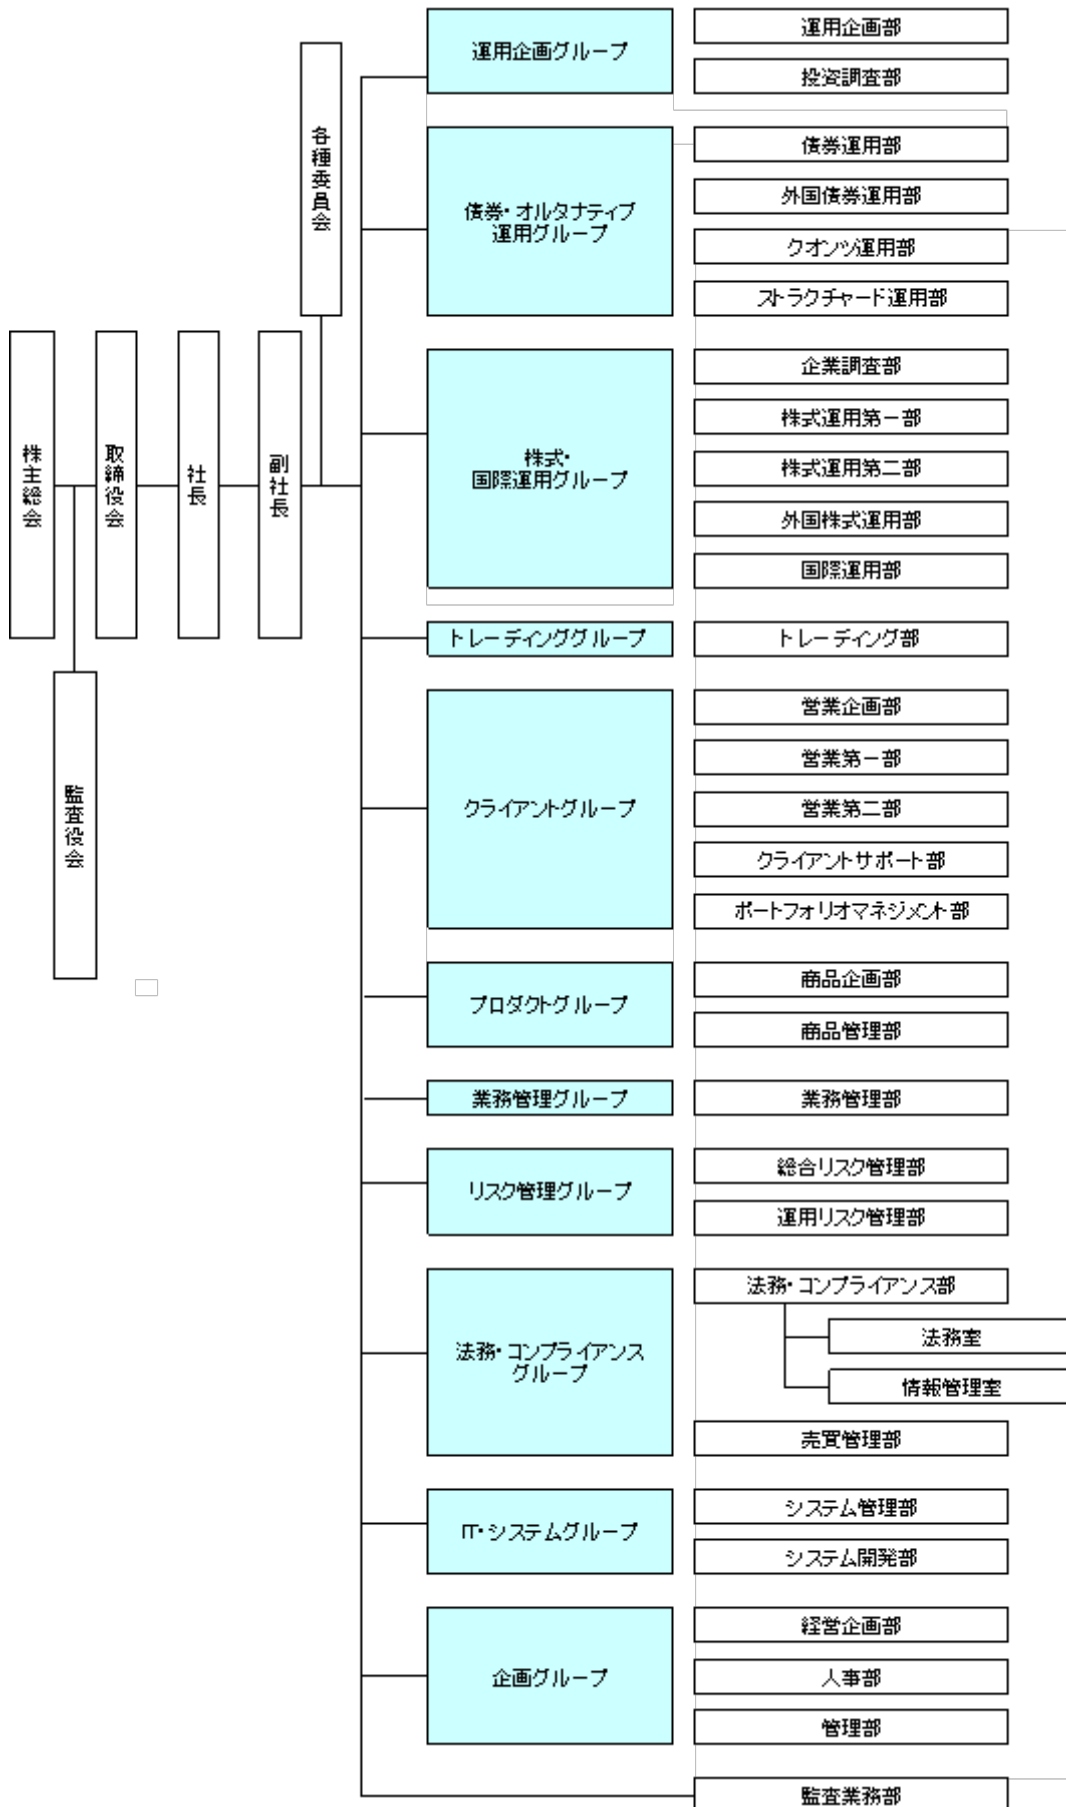 株主総会
監査役会
取締役会
社長
副社長
各種委員会
運用企画グループ
運用企画部
投資調査部
債券・オルタナティブ
運用グループ
債券運用部
外国債券運用部
クオンツ運用部
ストラクチャード運用部
株式・
国際運用グループ
企業調査部
株式運用第一部
株式運用第二部
外国株式運用部
国際運用部
トレーディンググループ
トレーディング部
クライアントグループ
営業企画部
営業第一部
営業第二部
クライアントサポート部
ポートフォリオマネジメント部
プロダクトグループ
商品企画部
商品管理部
業務管理グループ
業務管理部
リスク管理グループ
総合リスク管理部
運用リスク管理部
法務・コンプライアンス
グループ
法務・コンプライアンス部
法務室
情報管理室
売買管理部
IT・システムグループ
システム管理部
システム開発部
企画グループ
経営企画部
人事部
管理部
監査業務部